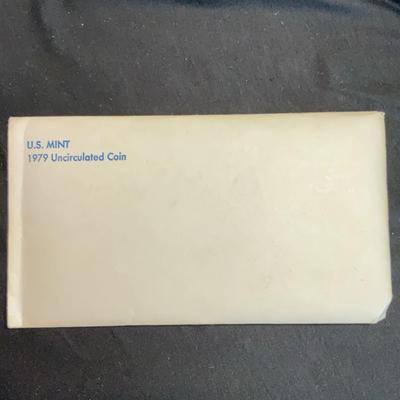 U.S. MINT
1979 Uncirculated Coin